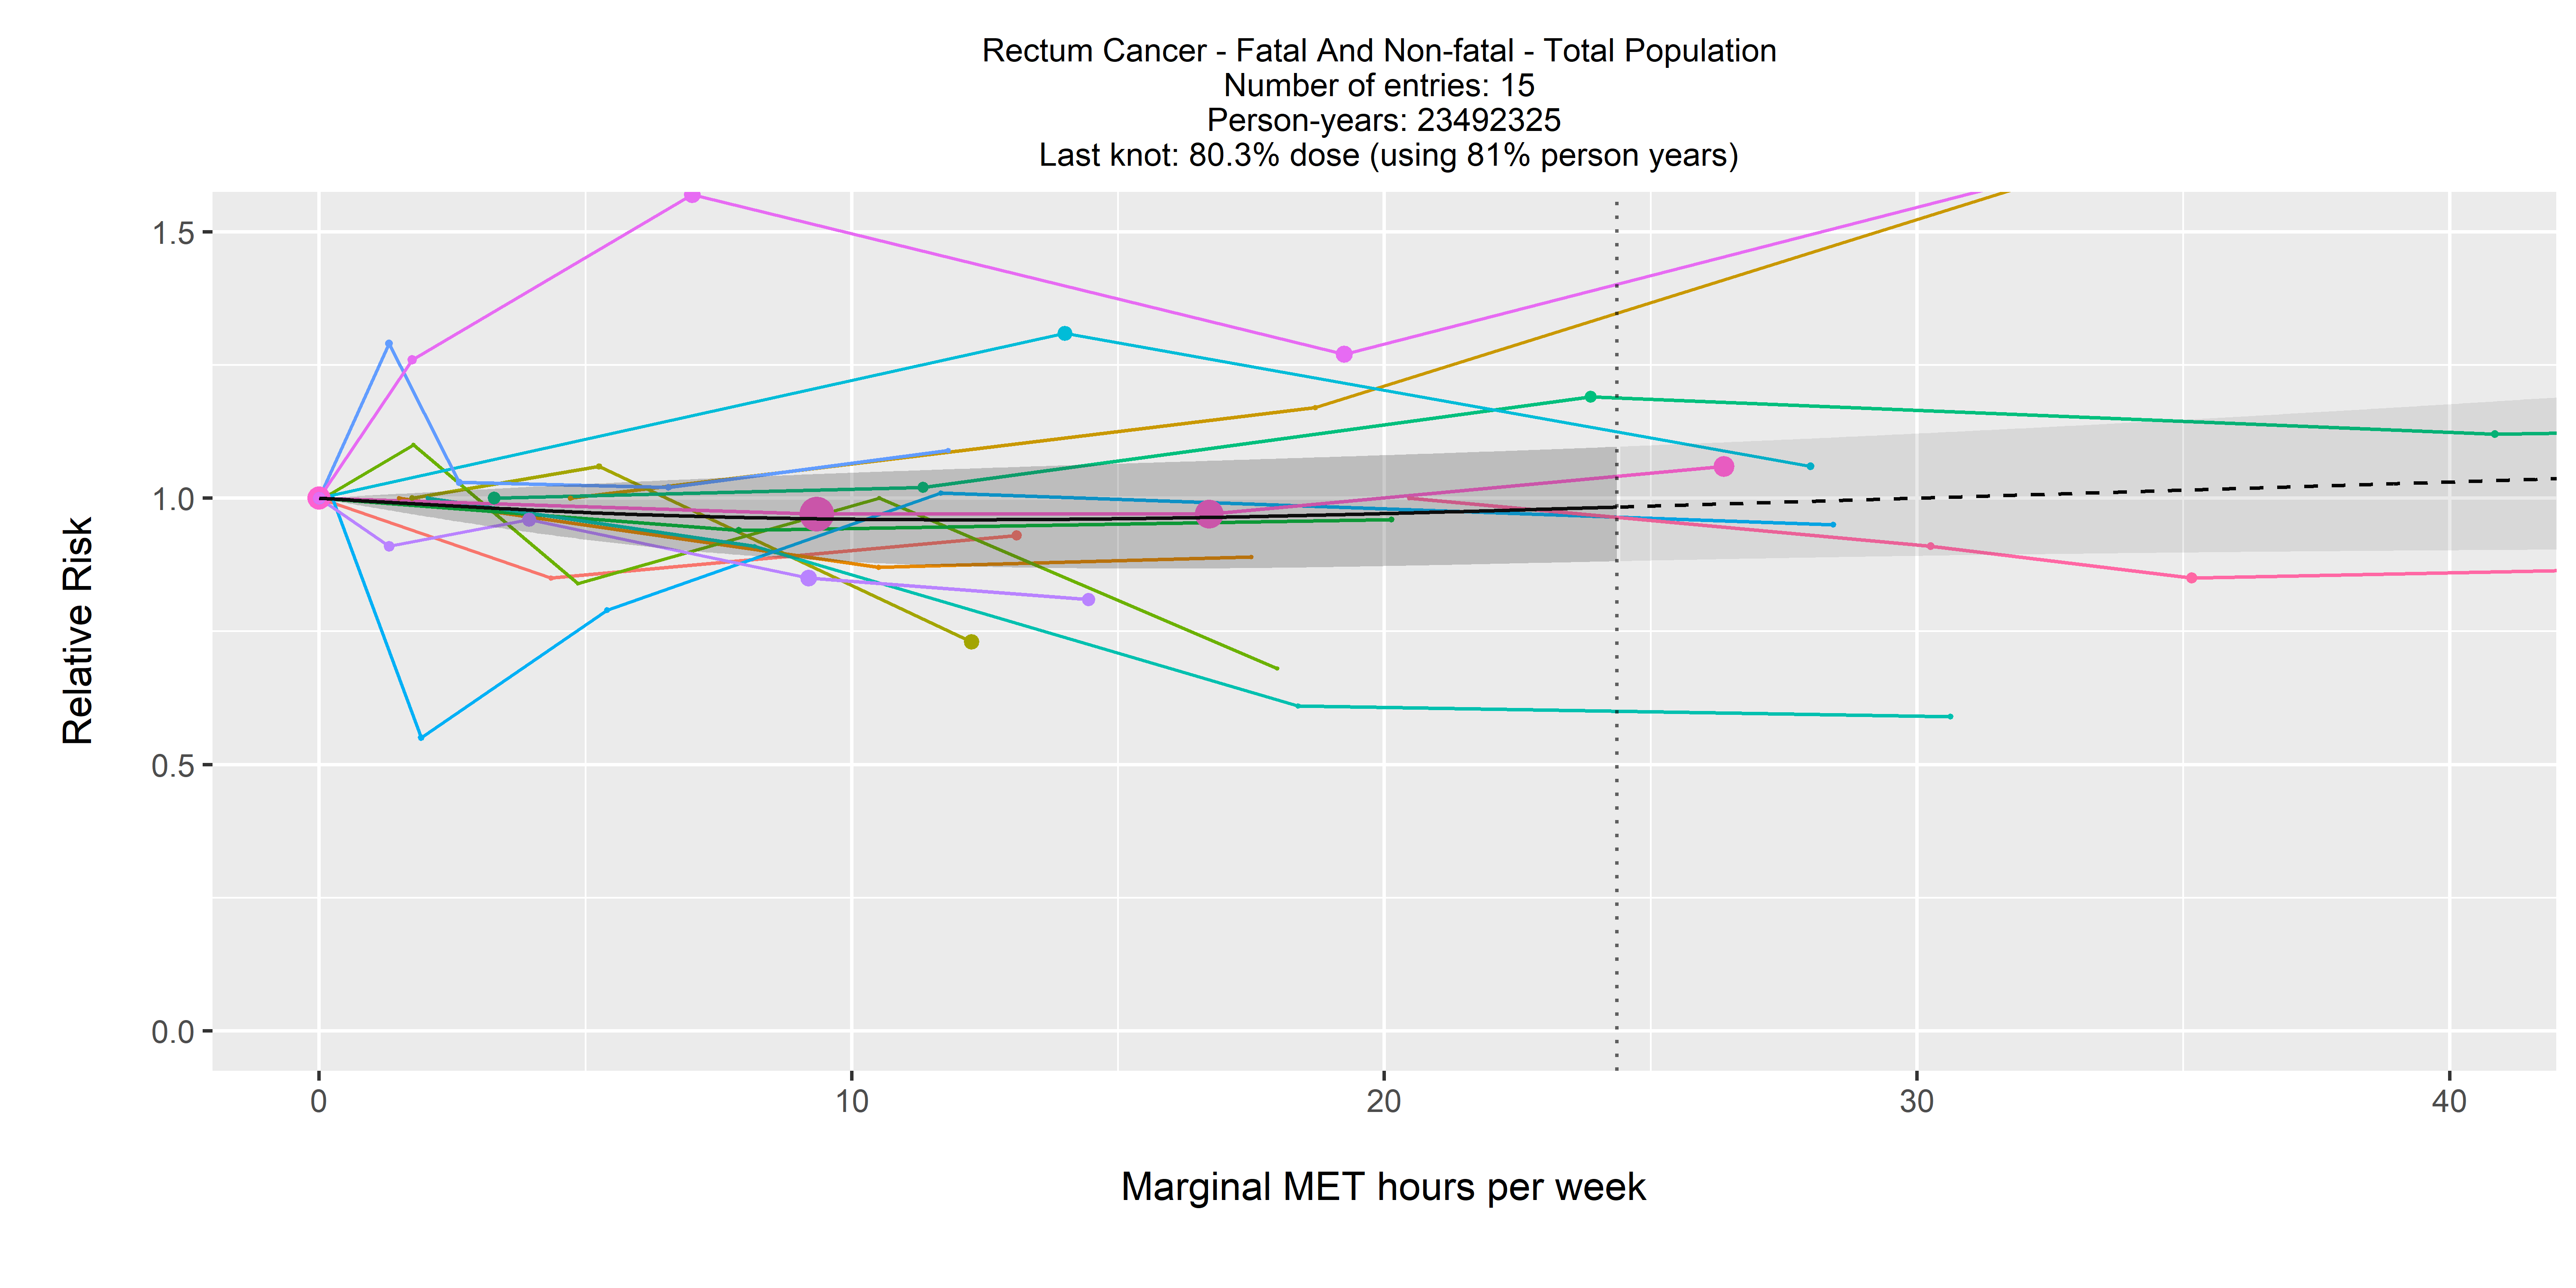 Rectum Cancer - Fatal And Non-fatal - Total Population
Number of entries: 15
Person-years: 23492325
Last knot: 80.3% dose (using 81% person years)
1.5
1.0
0.5
0.0
Relative Risk
0 10 20 30 40
Marginal MET hours per week